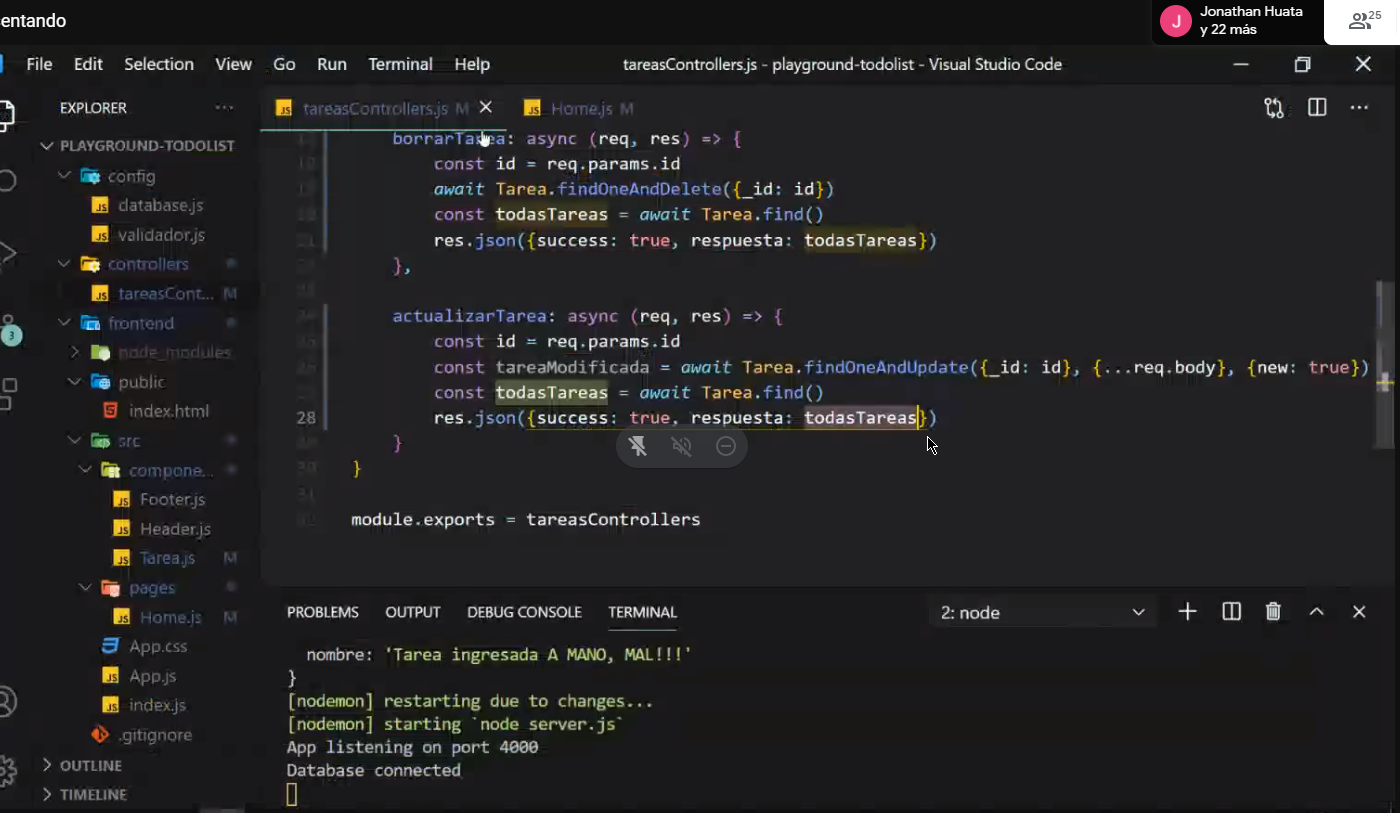 entando
Jonathan Huata
y 22 más
25
J
File Edit Selection View Go Run Terminal Help
tareasControllers.js - playground-todolist - Visual Studio Code
EXPLORER
tareasControllers.js M
Home.js M
PLAYGROUND-TODOLIST
config
database.js
validador.js
controllers
tareasCont... M
frontend
node_modules
public
index.html
src
compone...
Footer.js
Header.js
Tarea.js M
pages
Home.js M
App.css
App.js
index.js
.gitignore
OUTLINE
TIMELINE
3
borrarTarea: async (req, res) => {
const id = req.params.id
await Tarea.findOneAndDelete({_id: id})
const todasTareas = await Tarea.find()
res.json({success: true, respuesta: todasTareas})
},
actualizarTarea: async (req, res) => {
const id = req.params.id
const tareaModificada = await Tarea.findOneAndUpdate({_id: id}, {...req.body}, {new: true})
const todasTareas = await Tarea.find()
28 res.json({success: true, respuesta: todasTareas})
}
}
module.exports = tareasControllers
PROBLEMS OUTPUT DEBUG CONSOLE TERMINAL
2: node
nombre: 'Tarea ingresada A MANO, MAL!!!'
}
[nodemon] restarting due to changes...
[nodemon] starting `node server.js`
App listening on port 4000
Database connected